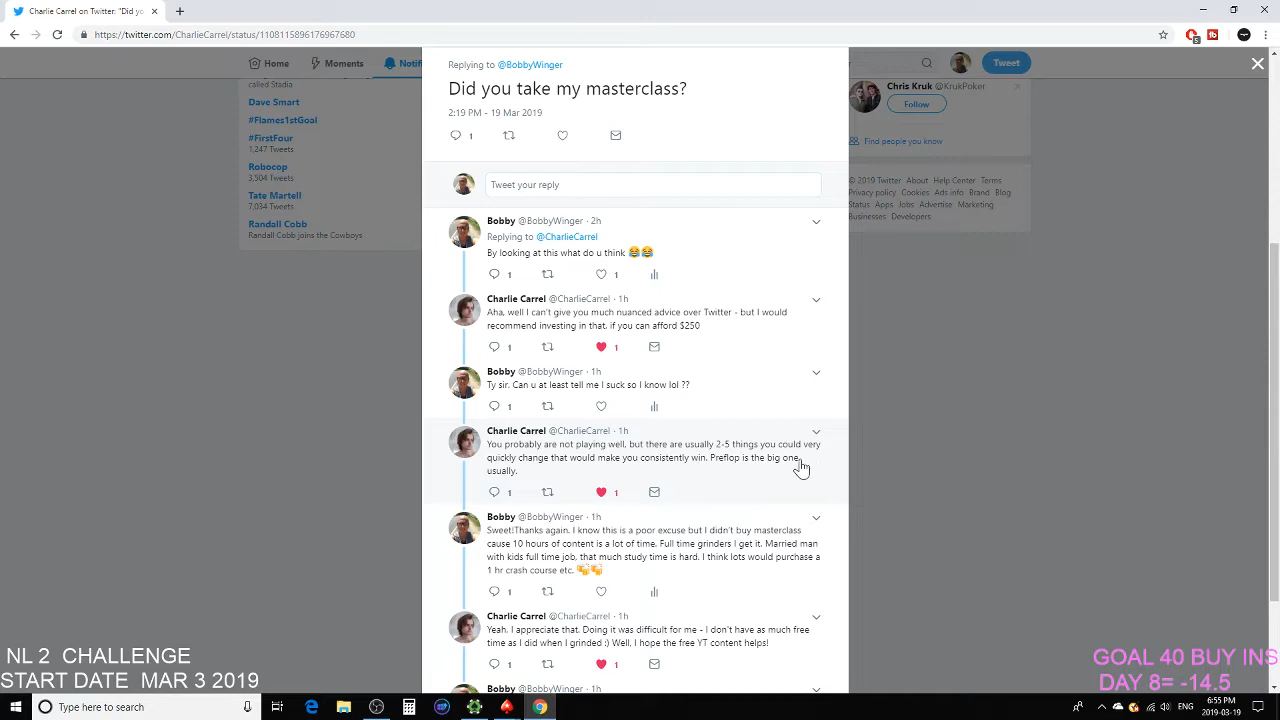 Charlie Carrel on Twitter: "Did you
https://twitter.com/CharlieCarrel/status/1108115896176967680
Home
Moments
Notif
Tweet
called Stadia
Dave Smart
#Flames1stGoal
#FirstFour
1,247 Tweets
Robocop
3,504 Tweets
Tate Martell
7,034 Tweets
Randall Cobb
Randall Cobb joins the Cowboys
Replying to @BobbyWinger
Did you take my masterclass?
2:19 PM - 19 Mar 2019
1
Tweet your reply
Bobby @BobbyWinger · 2h
Replying to @CharlieCarrel
By looking at this what do u think 😂😂
1 1
Charlie Carrel @CharlieCarrel · 1h
Aha, well I can't give you much nuanced advice over Twitter - but I would
recommend investing in that, if you can afford $250
1 1
Bobby @BobbyWinger · 1h
Ty sir. Can u at least tell me I suck so I know lol ??
1
Charlie Carrel @CharlieCarrel · 1h
You probably are not playing well, but there are usually 2-5 things you could very
quickly change that would make you consistently win. Preflop is the big one
usually.
1 1
Bobby @BobbyWinger · 1h
Sweet!Thanks again. I know this is a poor excuse but I didn't buy masterclass
cause 10 hours of content is a lot of time. Full time grinders I get it. Married man
with kids full time job, that much study time is hard. I think lots would purchase a
1 hr crash course etc. 🍻🍻
1
Charlie Carrel @CharlieCarrel · 1h
Yeah, I appreciate that. Doing it was difficult for me - I don't have as much free
time as I did when I grinded :) Well, I hope the free YT content helps!
1 1
Bobby @BobbyWinger · 1h
Chris Kruk @KrukPoker
Follow
Find people you know
© 2019 Twitter About Help Center Terms
Privacy policy Cookies Ads info Brand Blog
Status Apps Jobs Advertise Marketing
Businesses Developers
NL 2 CHALLENGE
START DATE MAR 3 2019
GOAL 40 BUY INS
DAY 8= -14.5
Type here to search
ENG
6:55 PM
2019-03-19